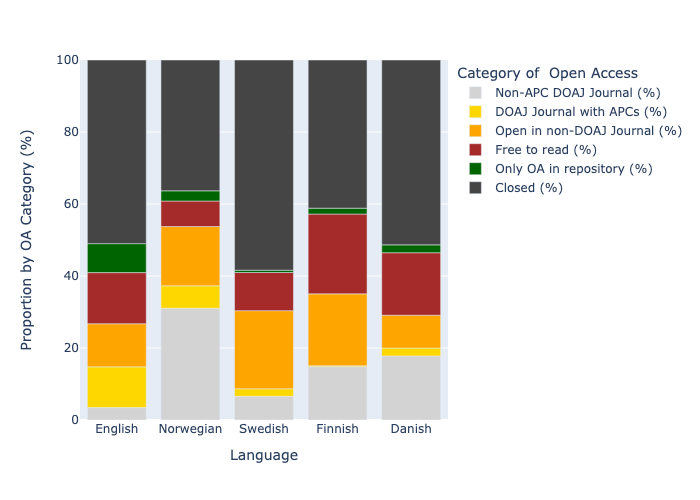 100
80
60
40
20
0
Proportion by OA Category (%)
English Norwegian Swedish Finnish Danish
Language
Category of  Open Access
Non-APC DOAJ Journal (%)
DOAJ Journal with APCs (%)
Open in non-DOAJ Journal (%)
Free to read (%)
Only OA in repository (%)
Closed (%)